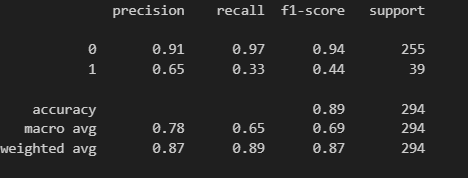 precision recall f1-score support
0 0.91 0.97 0.94 255
1 0.65 0.33 0.44 39
accuracy 0.89 294
macro avg 0.78 0.65 0.69 294
weighted avg 0.87 0.89 0.87 294